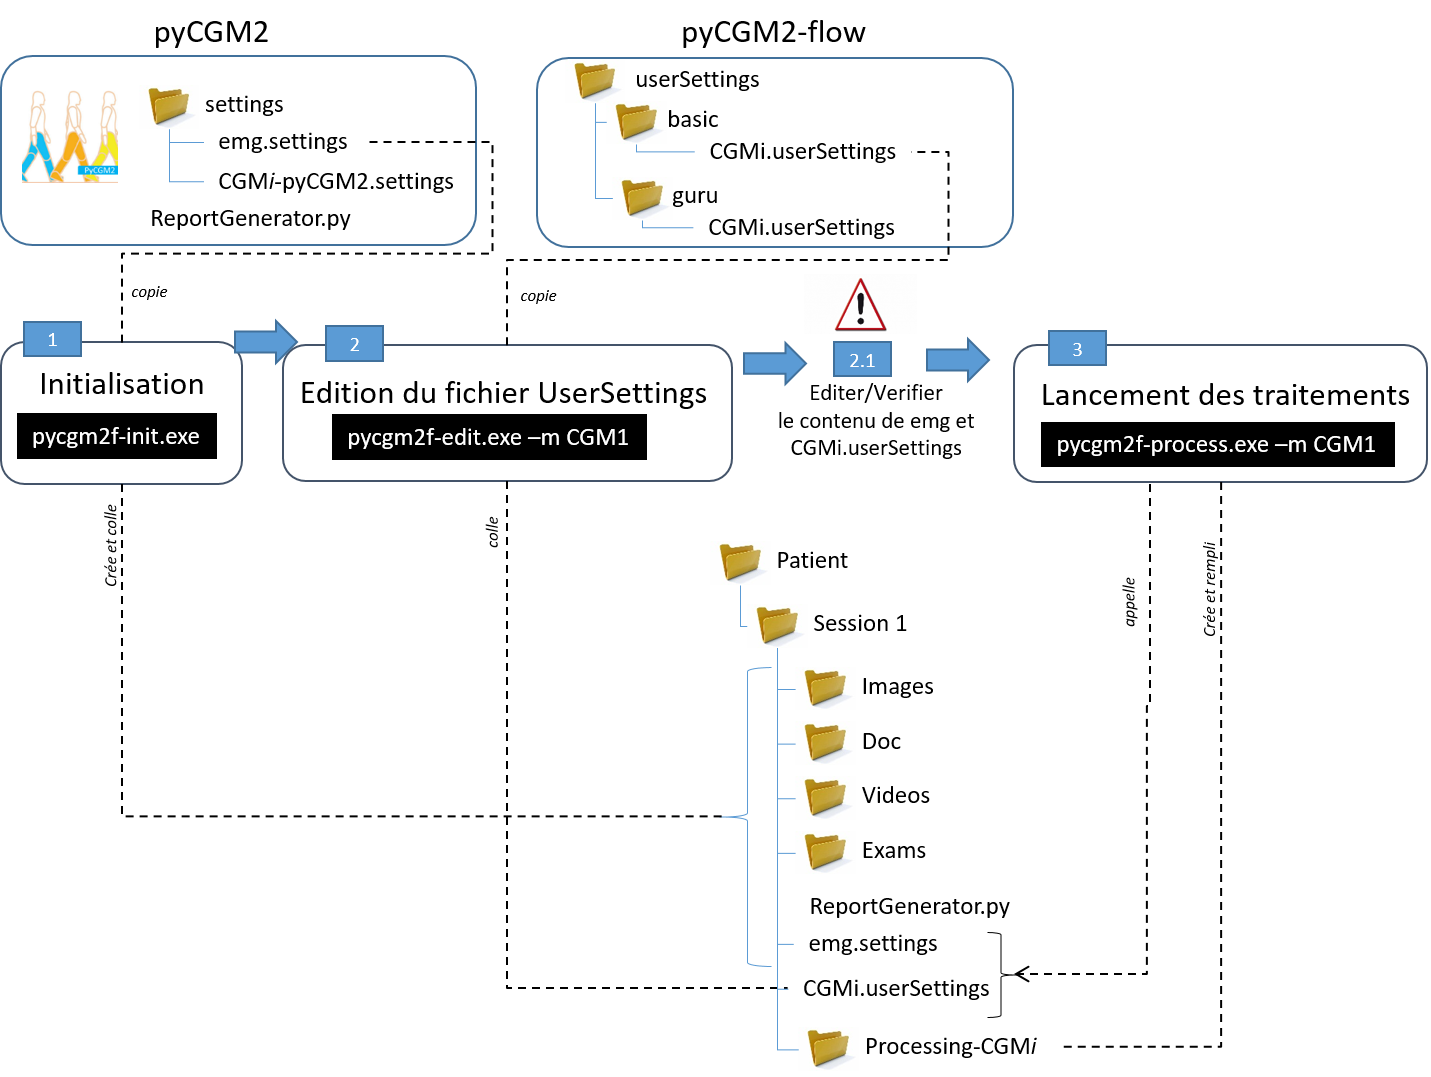 pyCGM2
pyCGM2-flow
PyCGM2
settings
emg.settings
CGMi-pyCGM2.settings
ReportGenerator.py
userSettings
basic
CGMi.userSettings
guru
CGMi.userSettings
copie
copie
1
Initialisation
pycgm2f-init.exe
2
Edition du fichier UserSettings
pycgm2f-edit.exe –m CGM1
2.1
Editer/Verifier
le contenu de emg et
CGMi.userSettings
3
Lancement des traitements
pycgm2f-process.exe –m CGM1
Crée et colle
colle
appelle
Crée et rempli
Patient
Session 1
Images
Doc
Videos
Exams
ReportGenerator.py
emg.settings
CGMi.userSettings
Processing-CGMi